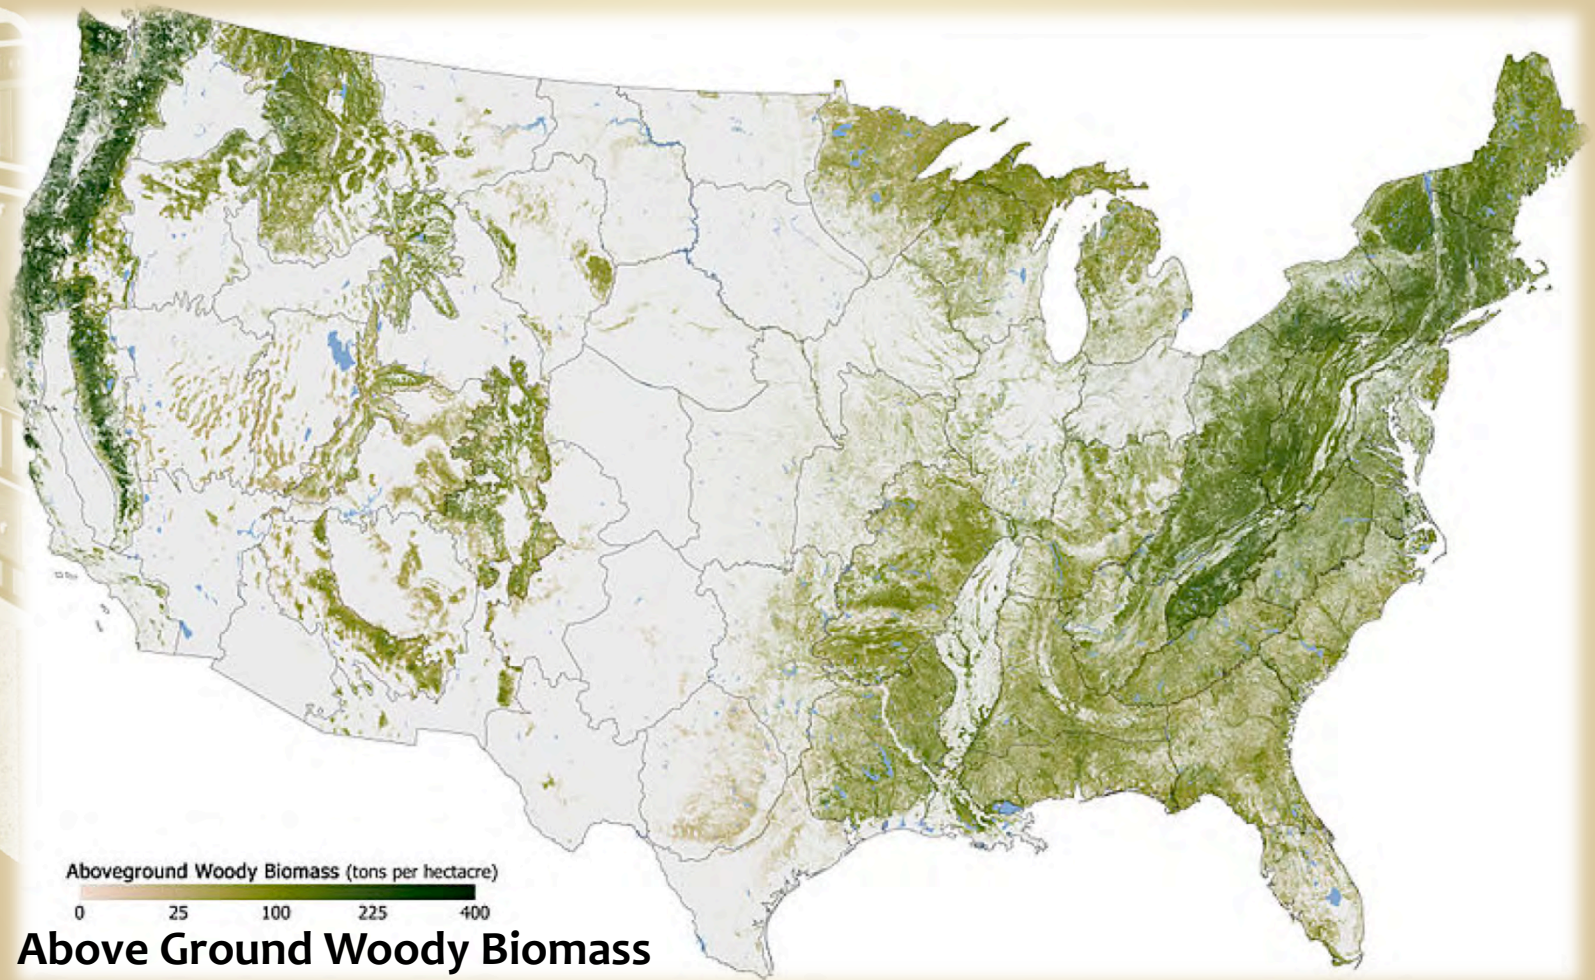 Aboveground Woody Biomass (tons per hectacre)
0 25 100 225 400
Above Ground Woody Biomass